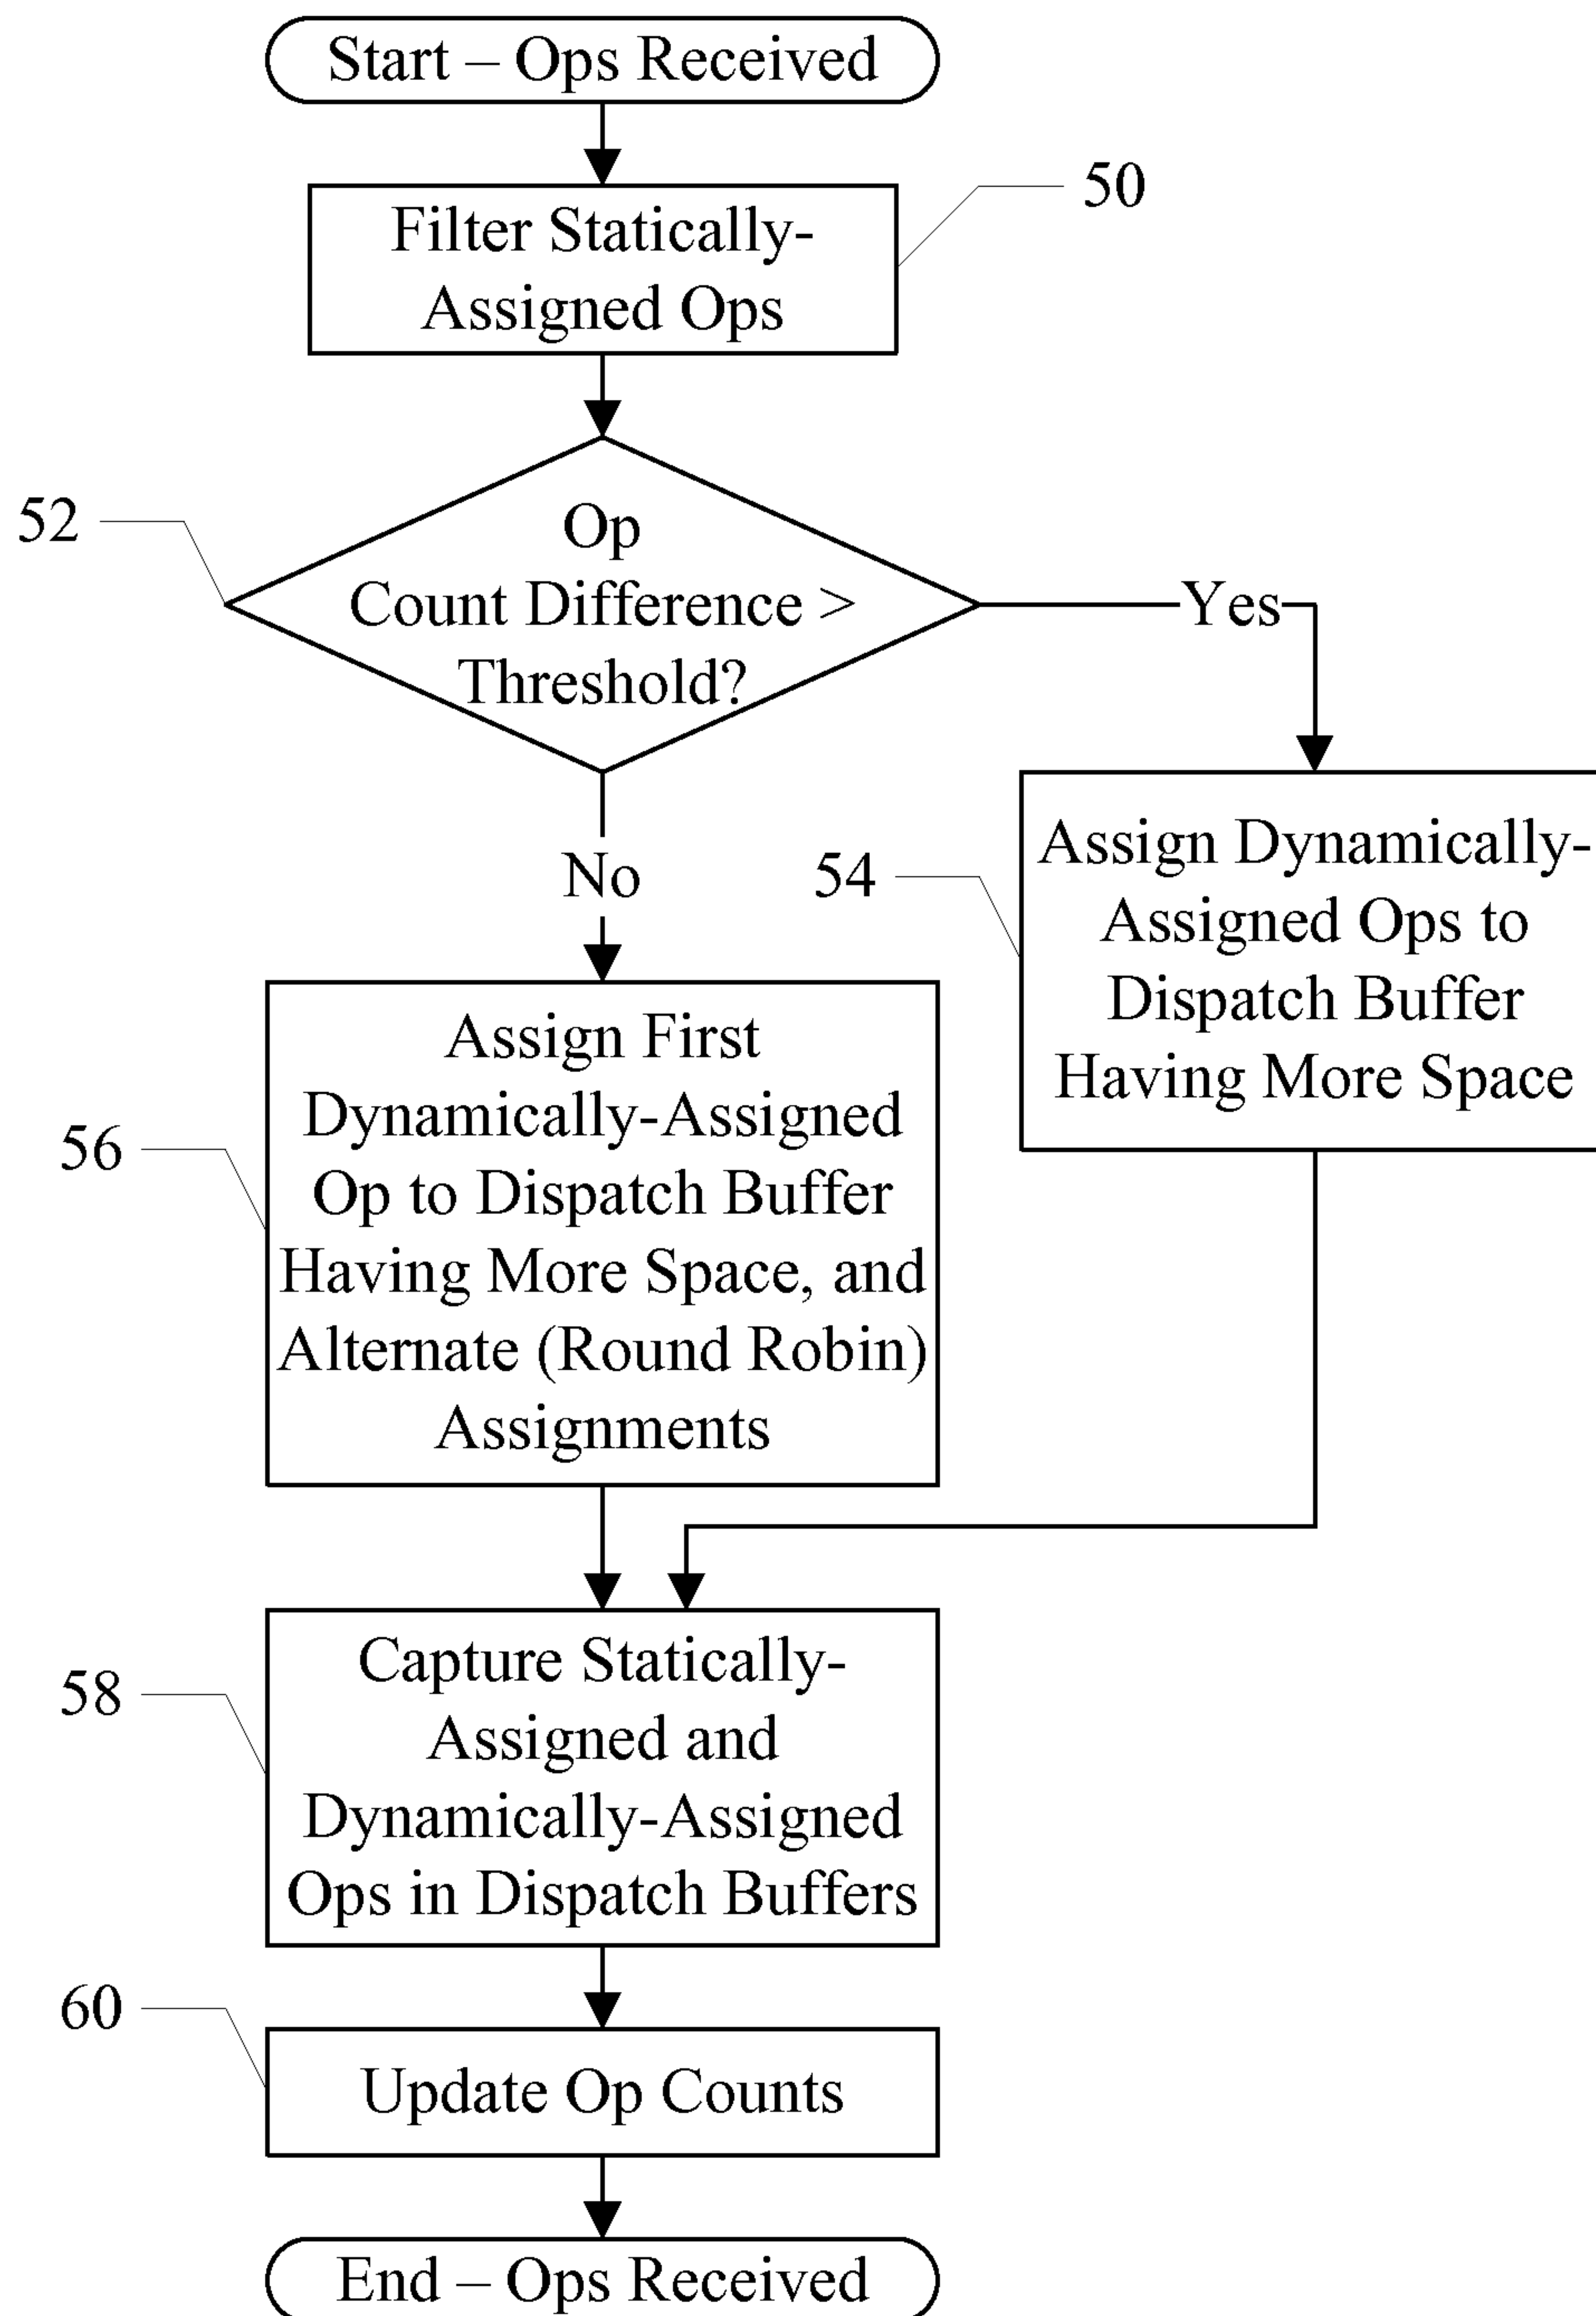 Start – Ops Received
50
Filter Statically-
Assigned Ops
52
Op
Count Difference >
Threshold?
Yes
No
54
Assign Dynamically-
Assigned Ops to
Dispatch Buffer
Having More Space
56
Assign First
Dynamically-Assigned
Op to Dispatch Buffer
Having More Space, and
Alternate (Round Robin)
Assignments
58
Capture Statically-
Assigned and
Dynamically-Assigned
Ops in Dispatch Buffers
60
Update Op Counts
End – Ops Received